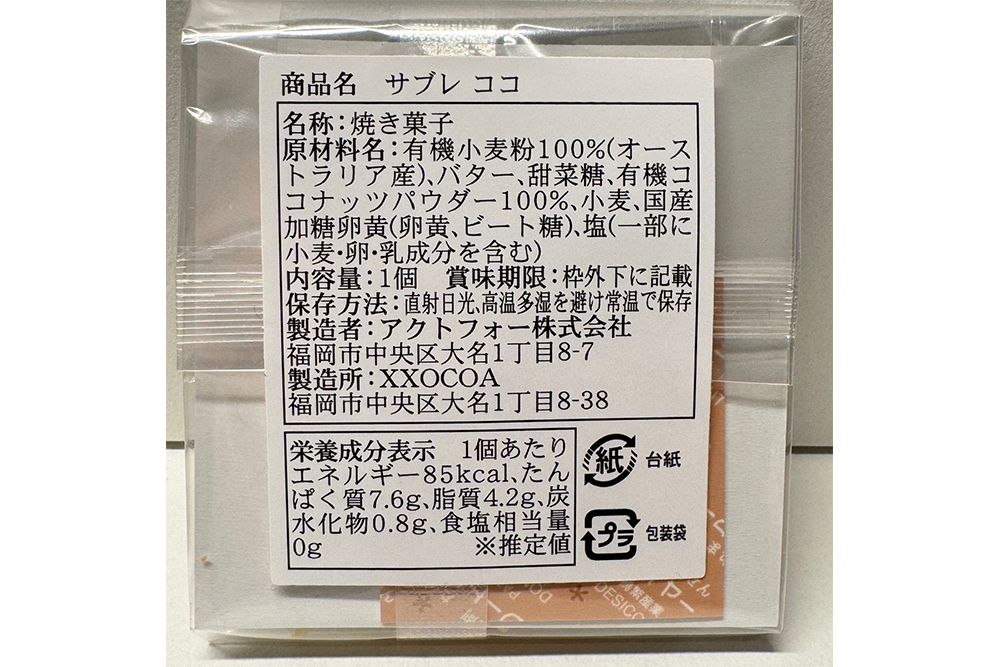 商品名　サブレ ココ
名称：焼き菓子
原材料名：有機小麦粉100%(オース
トラリア産)、バター、甜菜糖、有機コ
コナッツパウダー100%、小麦、国産
加糖卵黄(卵黄、ビート糖)、塩(一部に
小麦・卵・乳成分を含む)
内容量：1個　賞味期限：枠外下に記載
保存方法：直射日光、高温多湿を避け常温で保存
製造者：アクトフォー株式会社
福岡市中央区大名1丁目8-7
製造所：XXOCOA
福岡市中央区大名1丁目8-38
栄養成分表示　1個あたり
エネルギー85kcal、たん
ぱく質7.6g、脂質4.2g、炭
水化物0.8g、食塩相当量
0g　※推定値
紙 台紙
プラ 包装袋
DESICC